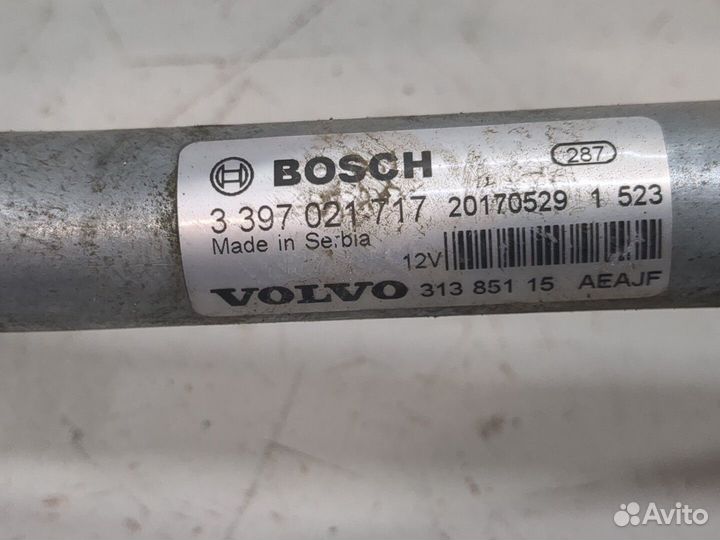 BOSCH 287
3 397 021 717 20170529 1 523
Made in Serbia
12V
VOLVO 313 851 15 AEAJF
Avito